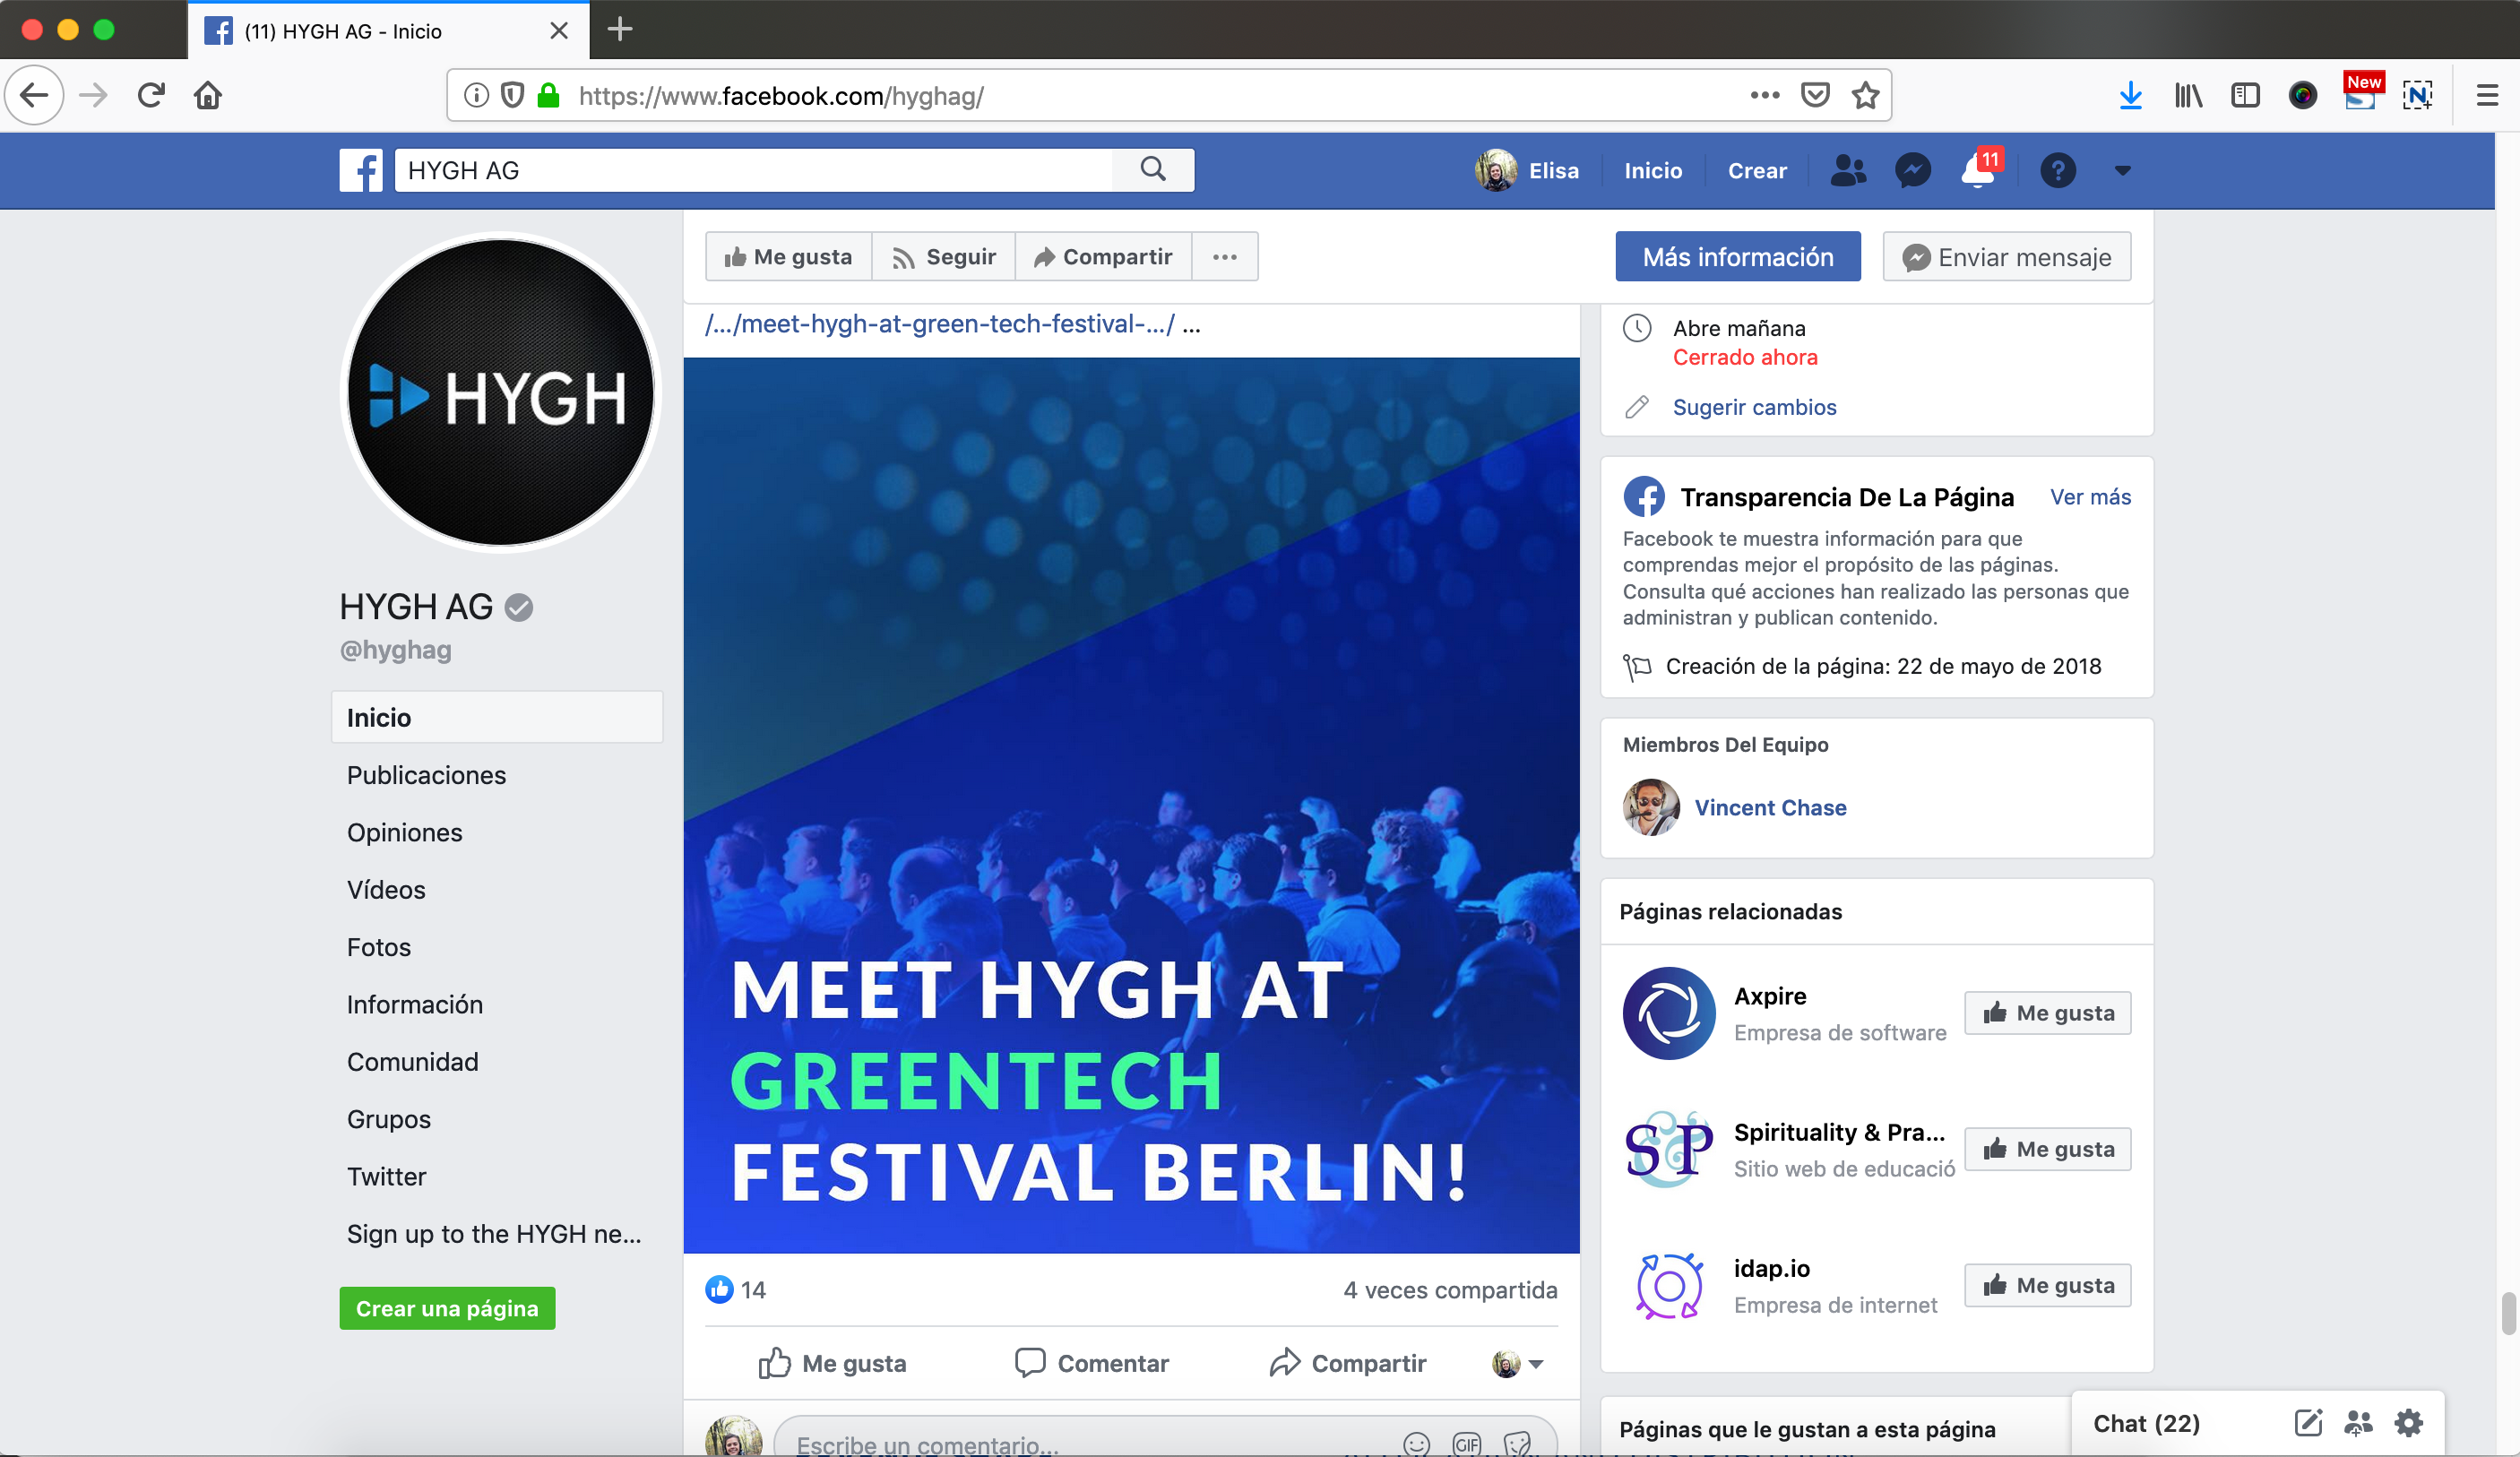 (11) HYGH AG - Inicio
https://www.facebook.com/hyghag/
New
HYGH AG
Elisa
Inicio
Crear
11
Me gusta
Seguir
Compartir
Más información
Enviar mensaje
HYGH
HYGH AG
@hyghag
Inicio
Publicaciones
Opiniones
Vídeos
Fotos
Información
Comunidad
Grupos
Twitter
Sign up to the HYGH ne...
Crear una página
/.../meet-hygh-at-green-tech-festival-.../ ...
MEET HYGH AT
GREENTECH
FESTIVAL BERLIN!
14
4 veces compartida
Me gusta
Comentar
Compartir
Escribe un comentario...
GIF
Abre mañana
Cerrado ahora
Sugerir cambios
Transparencia De La Página
Ver más
Facebook te muestra información para que
comprendas mejor el propósito de las páginas.
Consulta qué acciones han realizado las personas que
administran y publican contenido.
Creación de la página: 22 de mayo de 2018
Miembros Del Equipo
Vincent Chase
Páginas relacionadas
Axpire
Empresa de software
Me gusta
S&P
Spirituality & Pra...
Sitio web de educació
Me gusta
idap.io
Empresa de internet
Me gusta
Páginas que le gustan a esta página
Chat (22)